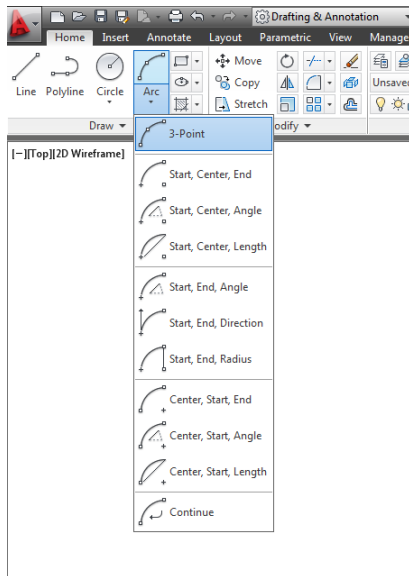 Drafting & Annotation
Home Insert Annotate Layout Parametric View Manage
Line Polyline Circle Arc
Move
Copy
Stretch
Unsaved
Draw
odify
[−][Top][2D Wireframe]
3-Point
Start, Center, End
Start, Center, Angle
Start, Center, Length
Start, End, Angle
Start, End, Direction
Start, End, Radius
Center, Start, End
Center, Start, Angle
Center, Start, Length
Continue